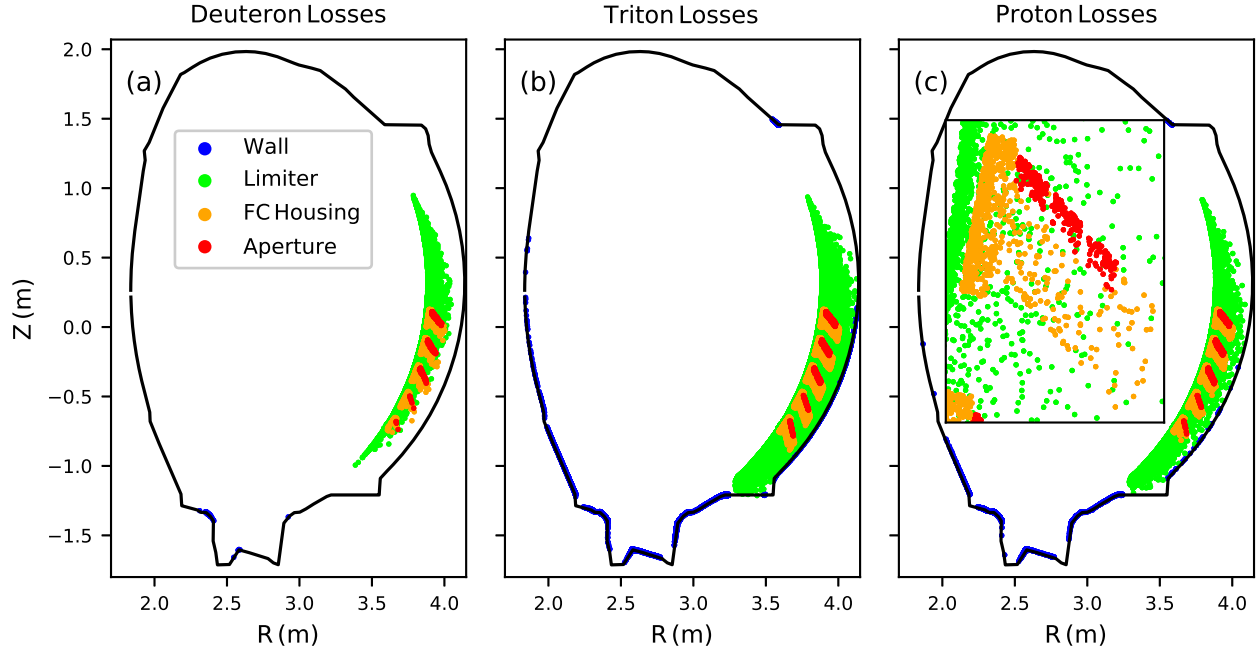 Deuteron Losses
Triton Losses
Proton Losses
(a)
(b)
(c)
Wall
Limiter
FC Housing
Aperture
2.0
1.5
1.0
0.5
0.0
−0.5
−1.0
−1.5
Z (m)
2.0 2.5 3.0 3.5 4.0
2.0 2.5 3.0 3.5 4.0
2.0 2.5 3.0 3.5 4.0
R (m)
R (m)
R (m)